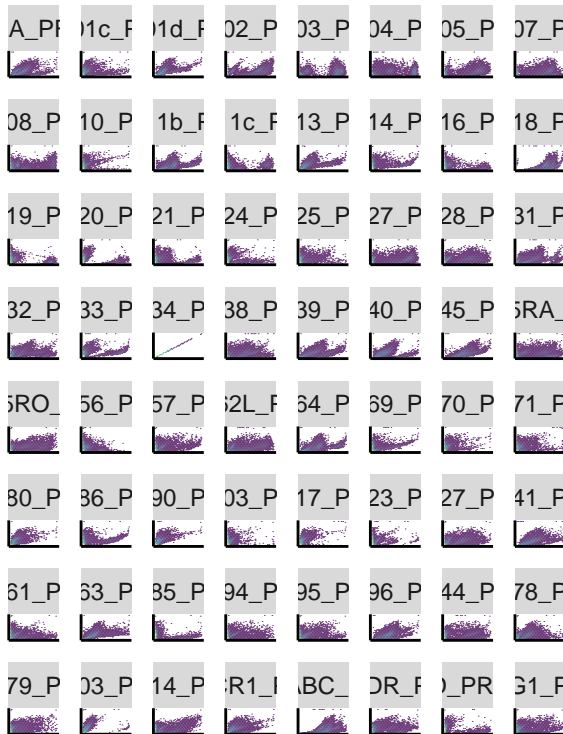 A_PF 01c_F 01d_F 02_P 03_P 04_P 05_P 07_P
08_P 10_P 1b_F 1c_F 13_P 14_P 16_P 18_P
19_P 20_P 21_P 24_P 25_P 27_P 28_P 31_P
32_P 33_P 34_P 38_P 39_P 40_P 45_P 5RA_
5RO_ 56_P 57_P 62L_F 64_P 69_P 70_P 71_P
80_P 86_P 90_P 03_P 17_P 23_P 27_P 41_P
61_P 63_P 85_P 94_P 95_P 96_P 44_P 78_P
79_P 03_P 14_P CR1_F ABC_ DR_F D_PR G1_F